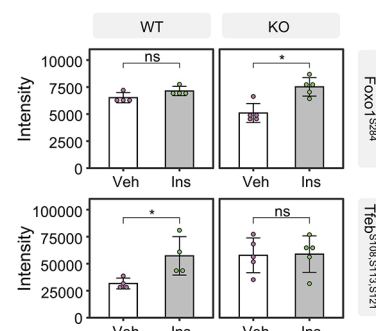 WT KO
10000
7500
5000
2500
0
Intensity
ns
*
Foxo1S284
Veh Ins Veh Ins
100000
75000
50000
25000
0
Intensity
*
ns
TfebS108,S113,S121
Veh Ins Veh Ins